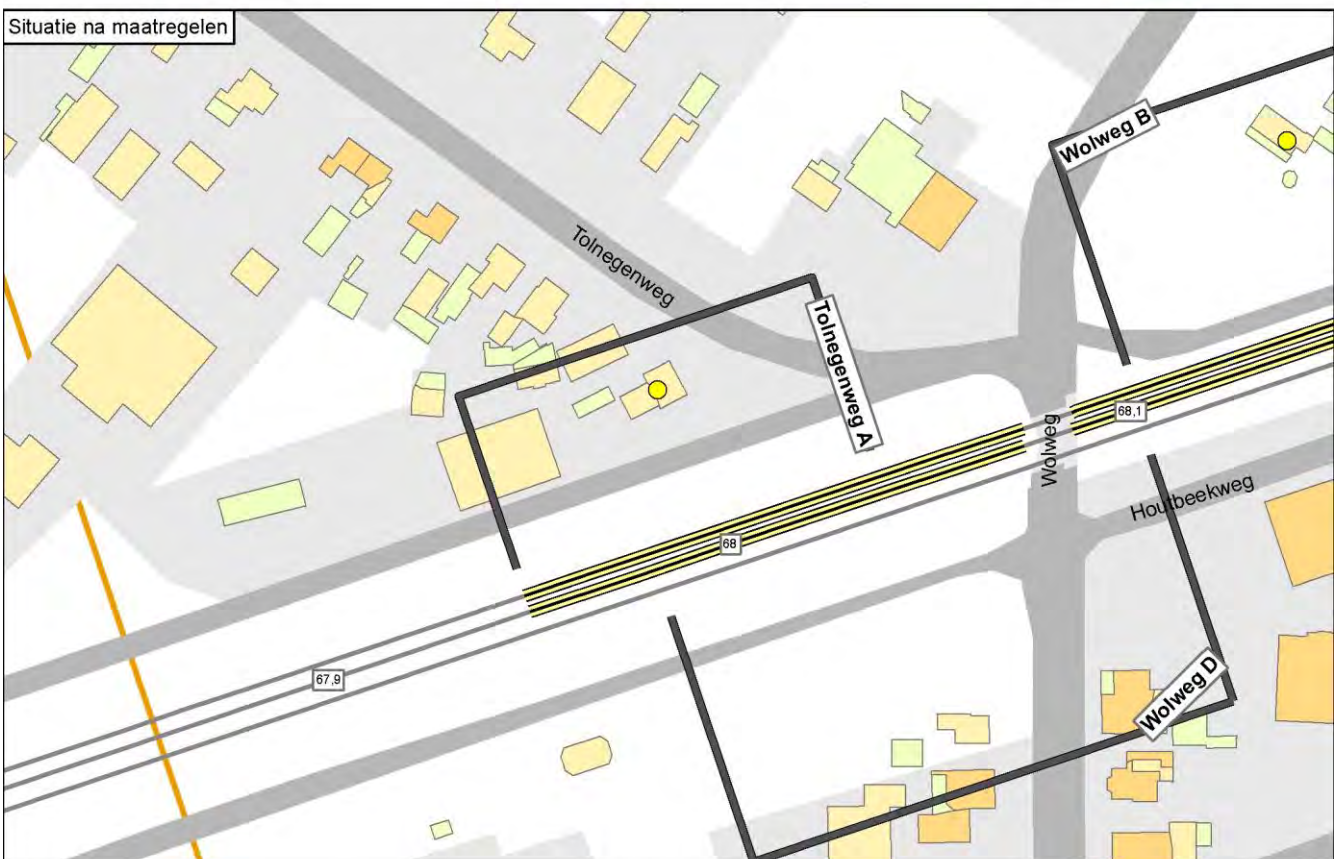 Situatie na maatregelen
Wolweg B
Tolnegenweg
Tolnegenweg A
68,1
Wolweg
Houtbeekweg
68
67,9
Wolweg D